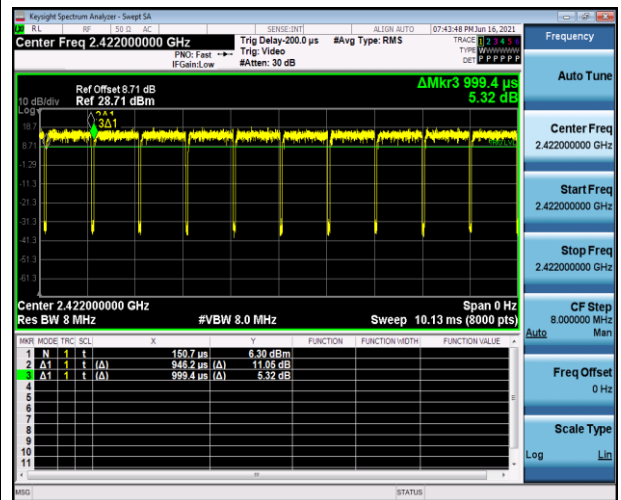 Keysight Spectrum Analyzer - Swept SA
RL RF 50 Ω AC SENSE:INT ALIGN AUTO 07:43:48 PM Jun 16, 2021
Center Freq 2.422000000 GHz Trig Delay-200.0 µs #Avg Type: RMS TRACE 1 2 3 4 5 6
PNO: Fast Trig: Video TYPE WWWWWW
IFGain:Low #Atten: 30 dB DET P P P P P P
Frequency
Auto Tune
Center Freq
2.422000000 GHz
Start Freq
2.422000000 GHz
Stop Freq
2.422000000 GHz
CF Step
8.000000 MHz
Auto Man
Freq Offset
0 Hz
Scale Type
Log Lin
Ref Offset 8.71 dB ΔMkr3 999.4 µs
10 dB/div Ref 28.71 dBm 5.32 dB
Log
2Δ1
3Δ1
18.7
8.71
-1.29
-11.3
-21.3
-31.3
-41.3
-51.3
-61.3
Center 2.422000000 GHz Span 0 Hz
Res BW 8 MHz #VBW 8.0 MHz Sweep 10.13 ms (8000 pts)
MKR MODE TRC SCL X Y FUNCTION FUNCTION WIDTH FUNCTION VALUE
1 N 1 t 150.7 µs 6.30 dBm
2 Δ1 1 t (Δ) 946.2 µs (Δ) 11.05 dB
3 Δ1 1 t (Δ) 999.4 µs (Δ) 5.32 dB
4
5
6
7
8
9
10
11
MSG STATUS